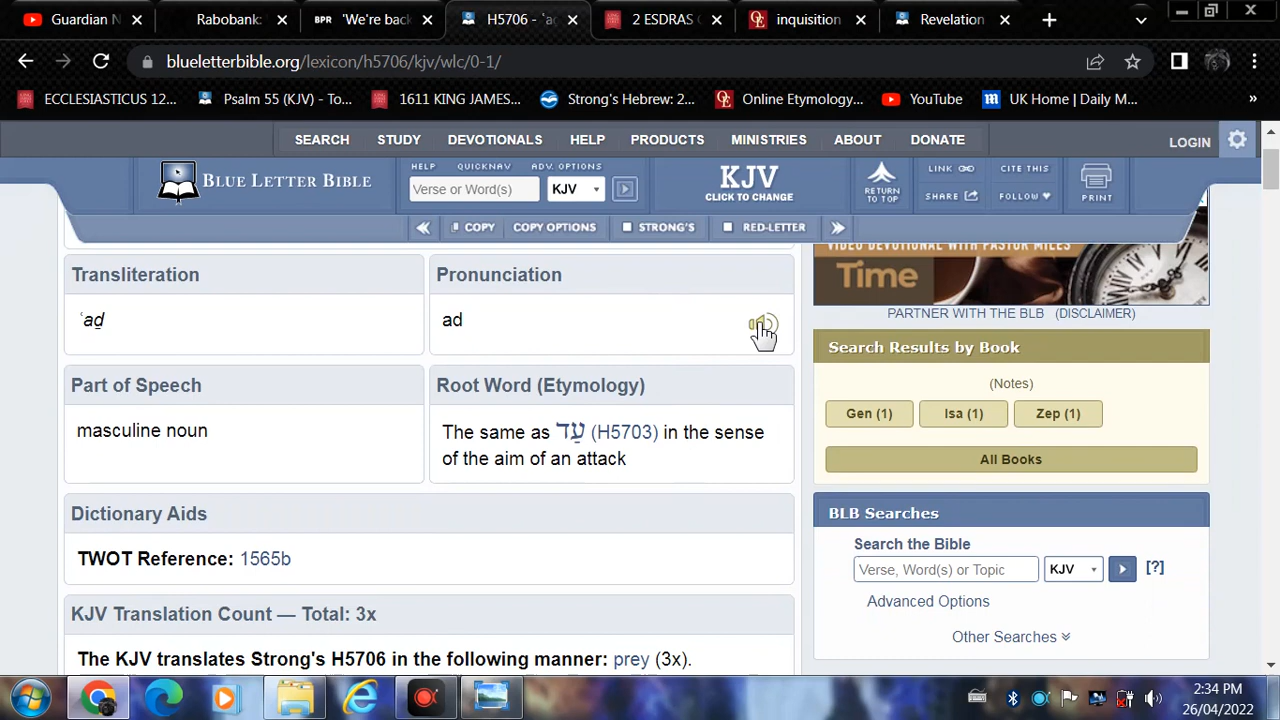 Guardian N
Rabobank:
BPR 'We're back
H5706 - 'a
2 ESDRAS
OE inquisition
Revelation
blueletterbible.org/lexicon/h5706/kjv/wlc/0-1/
ECCLESIASTICUS 12...
Psalm 55 (KJV) - To...
1611 KING JAMES...
Strong's Hebrew: 2...
OE Online Etymology...
YouTube
m UK Home | Daily M...
»
SEARCH STUDY DEVOTIONALS HELP PRODUCTS MINISTRIES ABOUT DONATE LOGIN
BLUE LETTER BIBLE
HELP QUICKNAV ADV. OPTIONS
Verse or Word(s) KJV
KJV
CLICK TO CHANGE
RETURN
TO TOP
LINK CITE THIS
SHARE FOLLOW
PRINT
COPY COPY OPTIONS STRONG'S RED-LETTER
Transliteration
ʿaḏ
Pronunciation
ad
Part of Speech
masculine noun
Root Word (Etymology)
The same as עַד (H5703) in the sense
of the aim of an attack
Dictionary Aids
TWOT Reference: 1565b
KJV Translation Count — Total: 3x
The KJV translates Strong's H5706 in the following manner: prey (3x).
VIDEO DEVOTIONAL WITH PASTOR MILES
Time
PARTNER WITH THE BLB (DISCLAIMER)
Search Results by Book
(Notes)
Gen (1) Isa (1) Zep (1)
All Books
BLB Searches
Search the Bible
Verse, Word(s) or Topic KJV [?]
Advanced Options
Other Searches
2:34 PM
26/04/2022